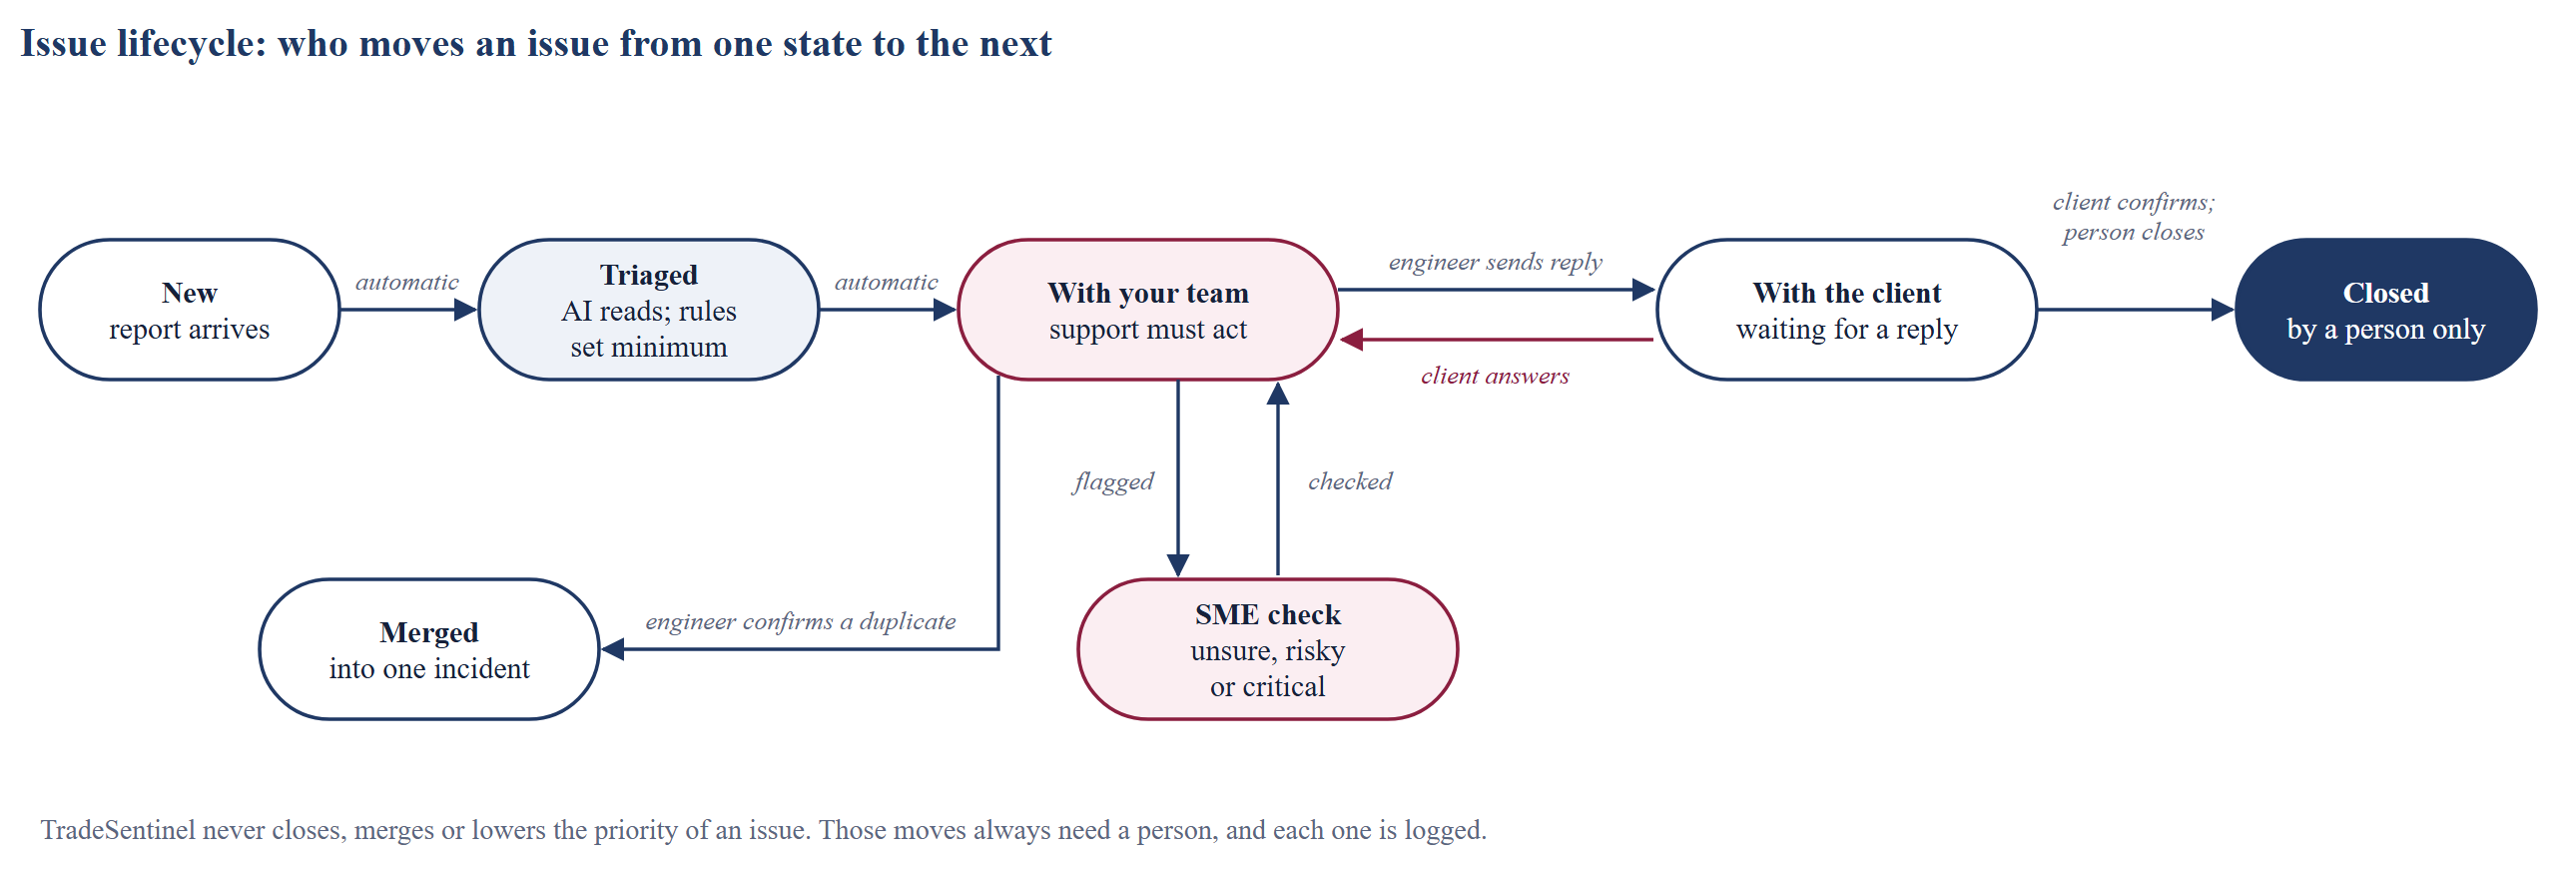 Issue lifecycle: who moves an issue from one state to the next
client confirms;
person closes
New
report arrives
automatic
Triaged
AI reads; rules
set minimum
automatic
With your team
support must act
engineer sends reply
client answers
With the client
waiting for a reply
Closed
by a person only
flagged
checked
Merged
into one incident
engineer confirms a duplicate
SME check
unsure, risky
or critical
TradeSentinel never closes, merges or lowers the priority of an issue. Those moves always need a person, and each one is logged.